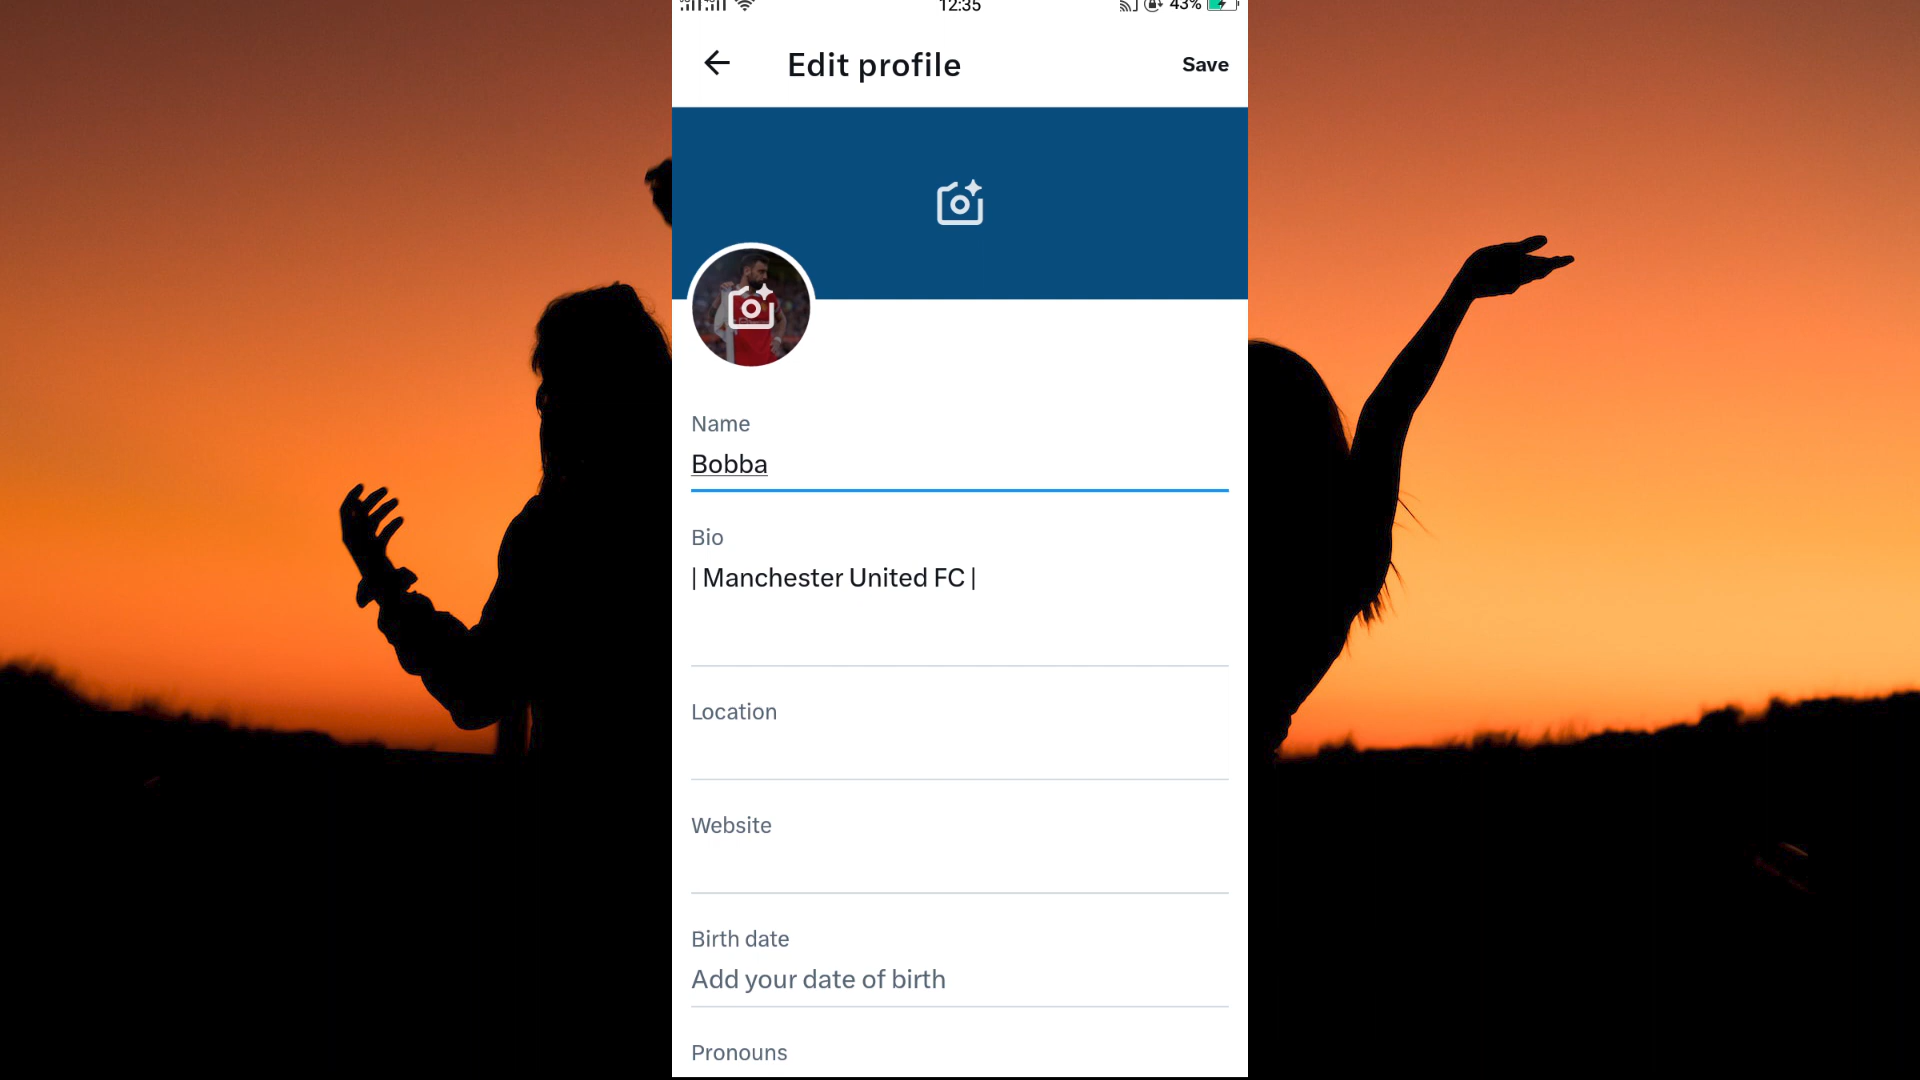 12:35
43%
Edit profile
Save
Name
Bobba
Bio
| Manchester United FC |
Location
Website
Birth date
Add your date of birth
Pronouns